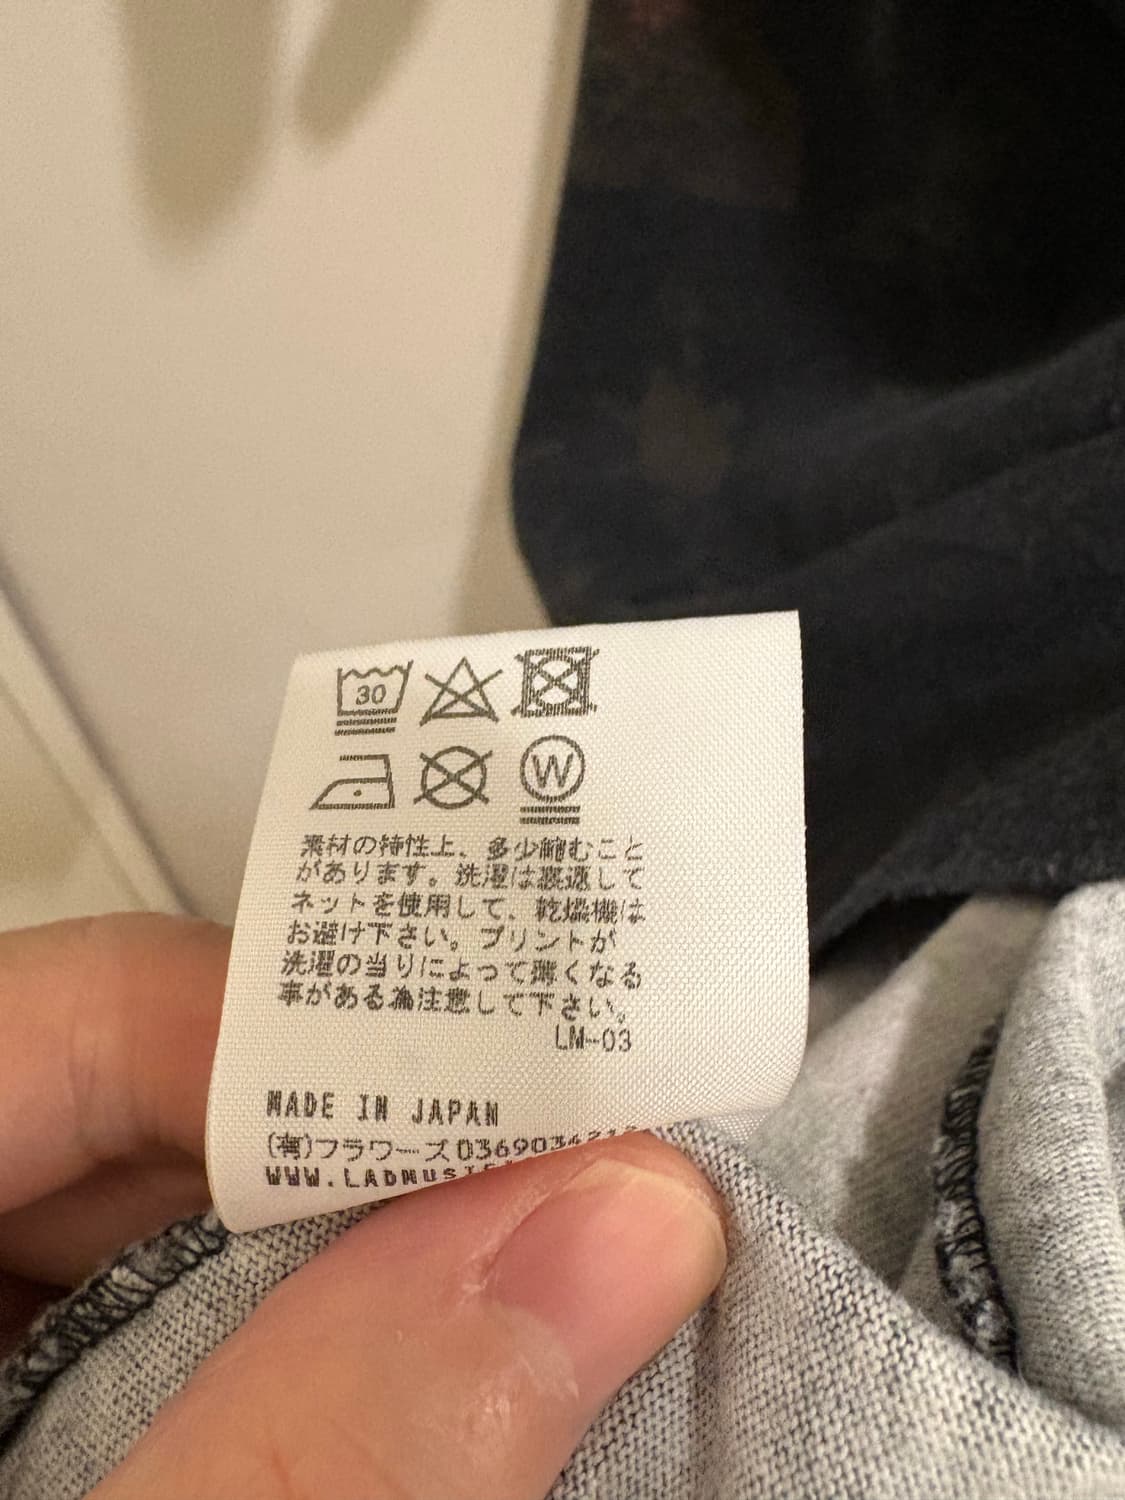 30
W
素材の特性上、多少縮むこと
があります。洗濯は裏返して
ネットを使用して、乾燥機は
お避け下さい。プリントが
洗濯の当りによって薄くなる
事がある為注意して下さい。
LM-03
MADE IN JAPAN
(有)フラワーズ